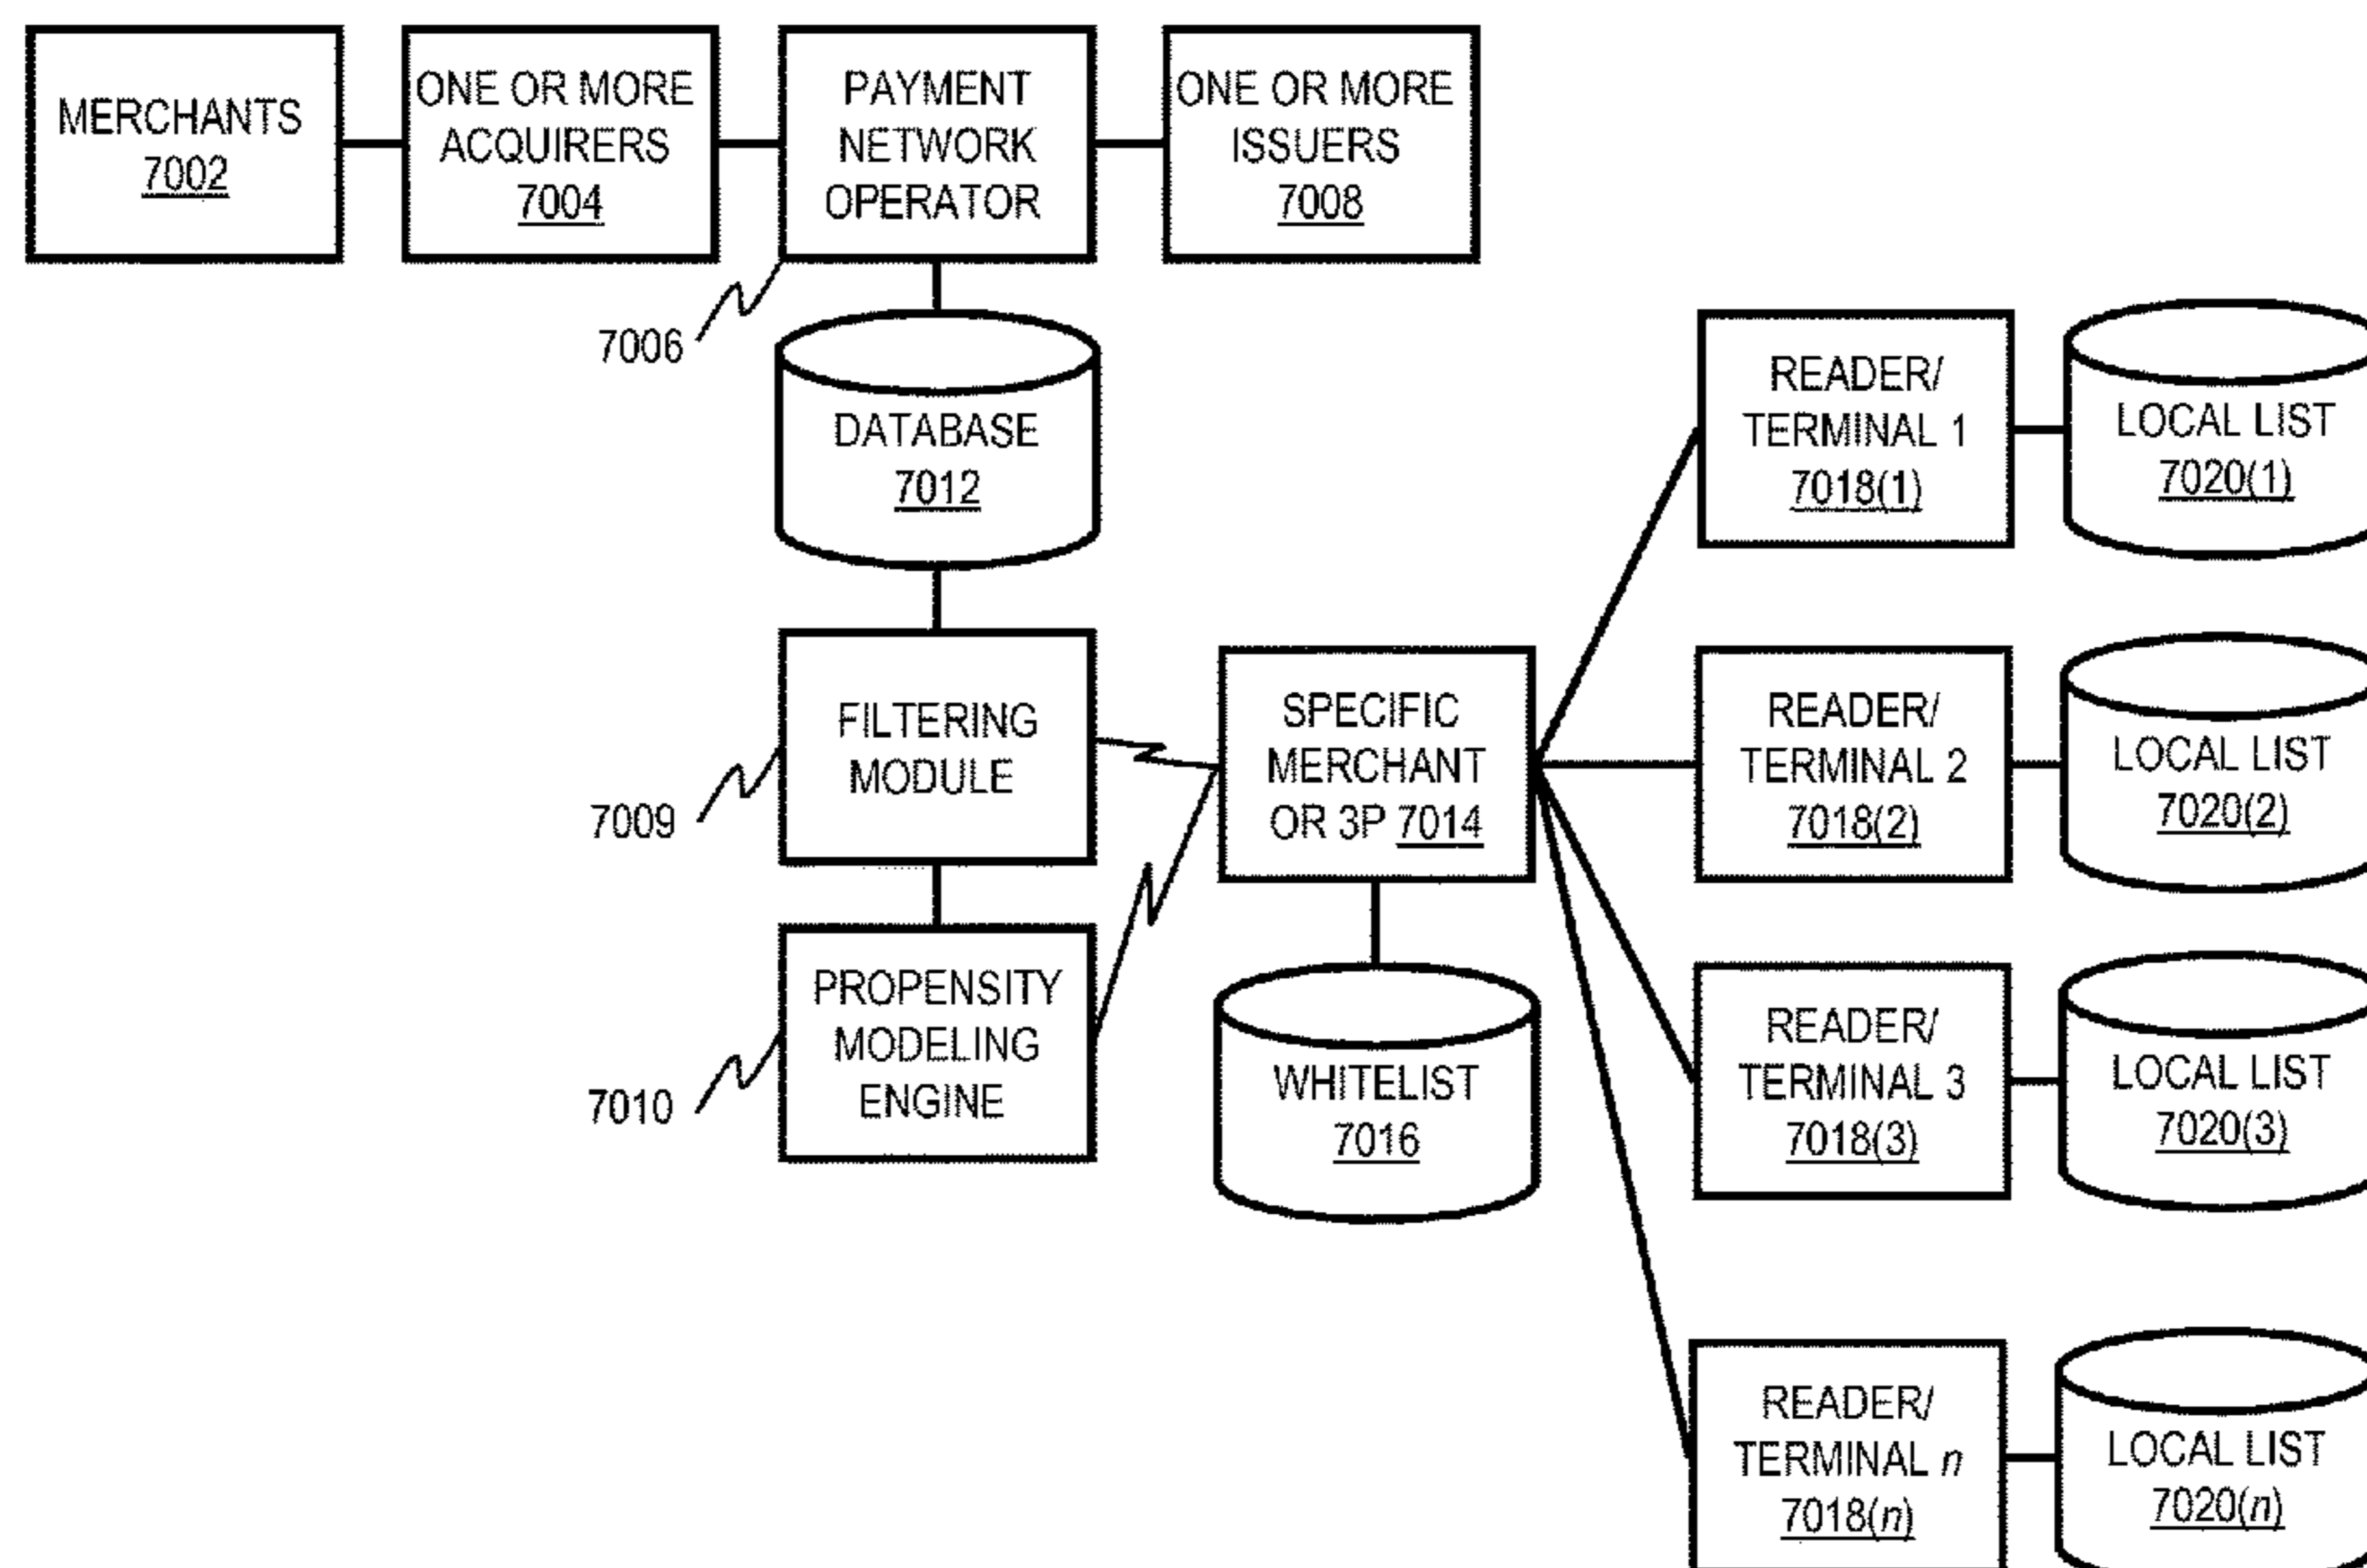 MERCHANTS
7002
ONE OR MORE
ACQUIRERS
7004
PAYMENT
NETWORK
OPERATOR
ONE OR MORE
ISSUERS
7008
7006
DATABASE
7012
READER/
TERMINAL 1
7018(1)
LOCAL LIST
7020(1)
FILTERING
MODULE
7009
SPECIFIC
MERCHANT
OR 3P 7014
READER/
TERMINAL 2
7018(2)
LOCAL LIST
7020(2)
PROPENSITY
MODELING
ENGINE
7010
WHITELIST
7016
READER/
TERMINAL 3
7018(3)
LOCAL LIST
7020(3)
READER/
TERMINAL n
7018(n)
LOCAL LIST
7020(n)